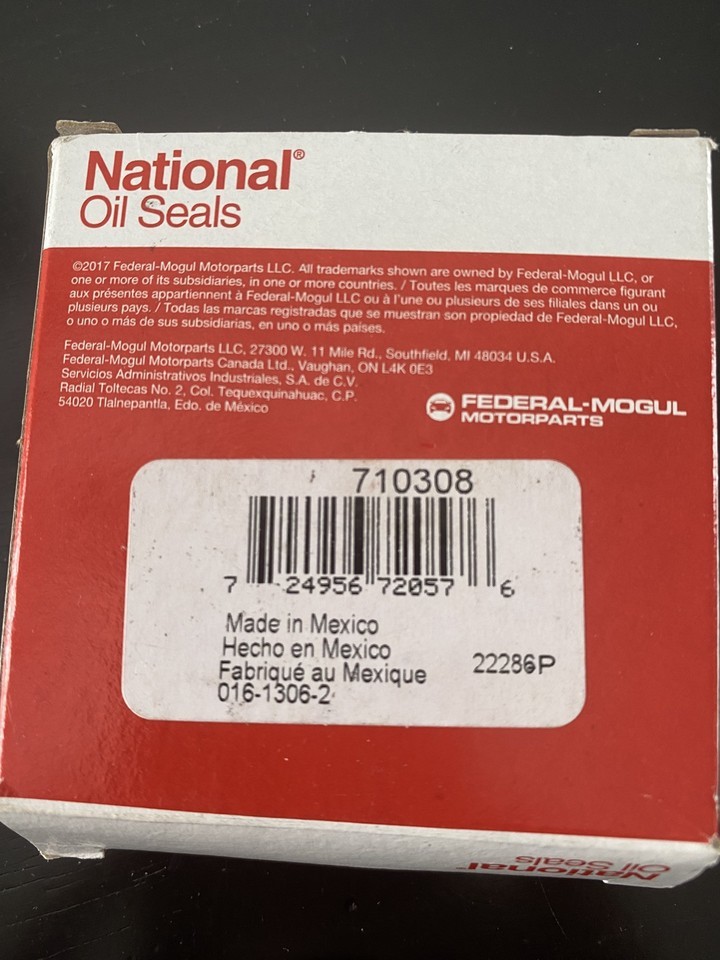 National®
Oil Seals
©2017 Federal-Mogul Motorparts LLC. All trademarks shown are owned by Federal-Mogul LLC, or
one or more of its subsidiaries, in one or more countries. / Toutes les marques de commerce figurant
aux présentes appartiennent à Federal-Mogul LLC ou à l'une ou plusieurs de ses filiales dans un ou
plusieurs pays. / Todas las marcas registradas que se muestran son propiedad de Federal-Mogul LLC,
o uno o más de sus subsidiarias, en uno o más países.
Federal-Mogul Motorparts LLC, 27300 W. 11 Mile Rd., Southfield, MI 48034 U.S.A.
Federal-Mogul Motorparts Canada Ltd., Vaughan, ON L4K 0E3
Servicios Administrativos Industriales, S.A. de C.V.
Radial Toltecas No. 2, Col. Tequexquinahuac, C.P.
54020 Tlalnepantla, Edo. de México
FEDERAL-MOGUL
MOTORPARTS
710308
7 24956 72057 6
Made in Mexico
Hecho en Mexico
Fabriqué au Mexique
22286P
016-1306-2
National
Oil Seals